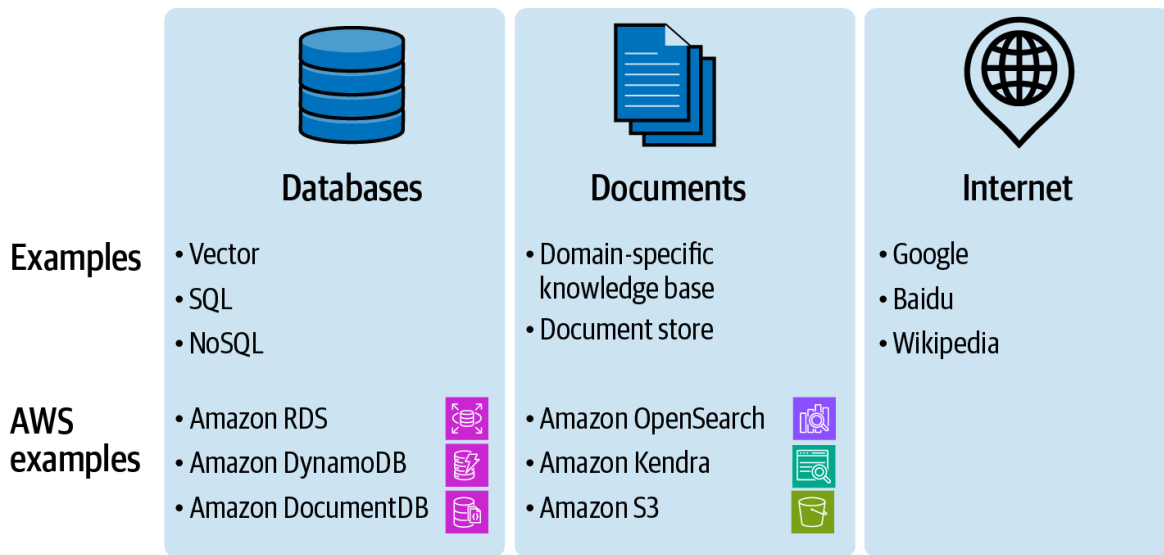 Databases
Documents
Internet
Examples
• Vector
• SQL
• NoSQL
• Domain-specific
knowledge base
• Document store
• Google
• Baidu
• Wikipedia
AWS
examples
• Amazon RDS
• Amazon DynamoDB
• Amazon DocumentDB
• Amazon OpenSearch
• Amazon Kendra
• Amazon S3